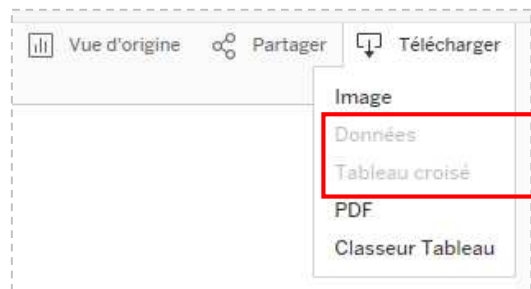 Vue d'origine Partager Télécharger
Image
Données
Tableau croisé
PDF
Classeur Tableau